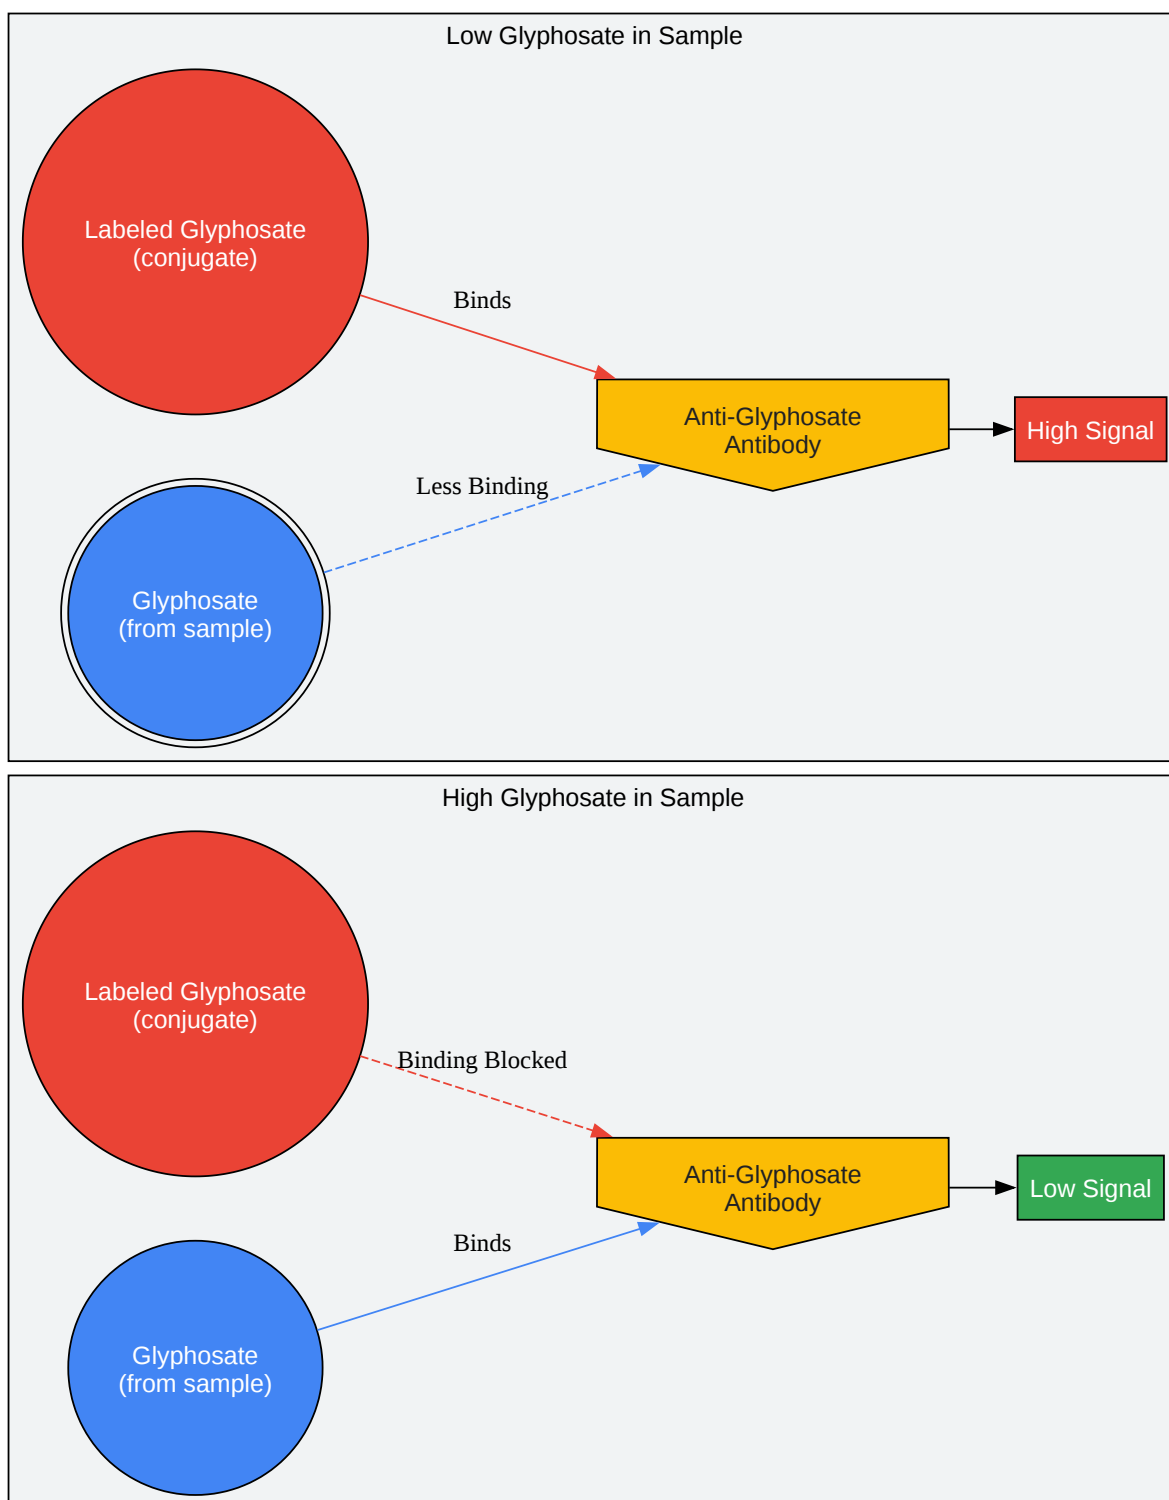 Low Glyphosate in Sample
Labeled Glyphosate
(conjugate)
Binds
Anti-Glyphosate
Antibody
High Signal
Less Binding
Glyphosate
(from sample)
High Glyphosate in Sample
Labeled Glyphosate
(conjugate)
Binding Blocked
Anti-Glyphosate
Antibody
Low Signal
Binds
Glyphosate
(from sample)